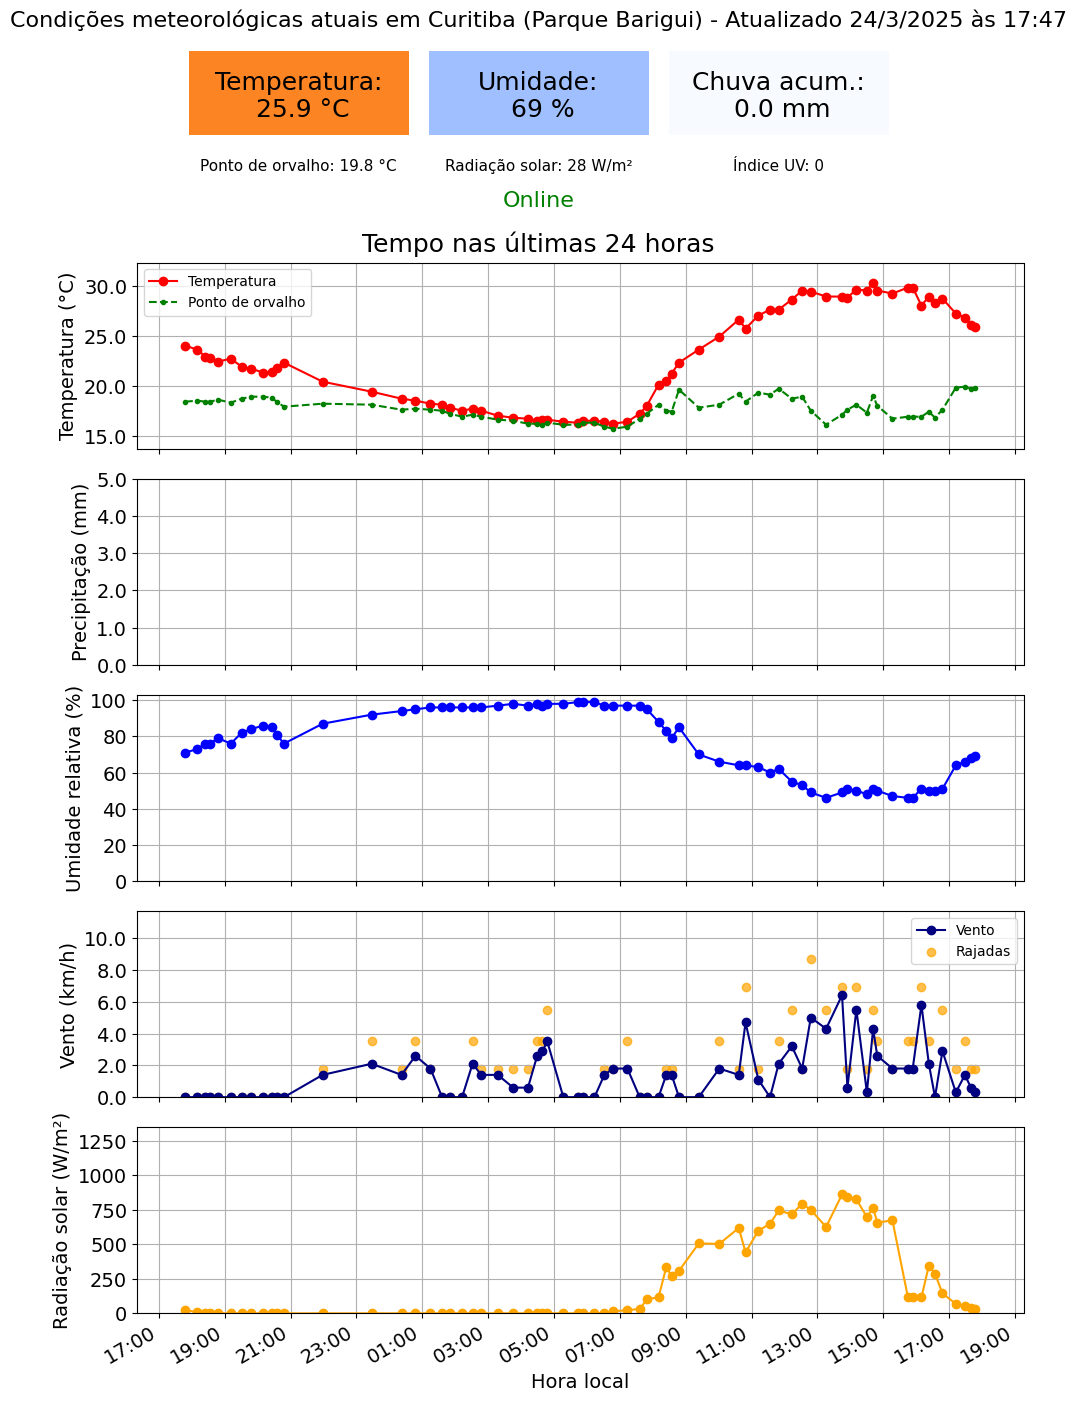 Condições meteorológicas atuais em Curitiba (Parque Barigui) - Atualizado 24/3/2025 às 17:47
Temperatura:
25.9 °C
Umidade:
69 %
Chuva acum.:
0.0 mm
Ponto de orvalho: 19.8 °C
Radiação solar: 28 W/m²
Índice UV: 0
Online
Tempo nas últimas 24 horas
Temperatura (°C)
30.0
25.0
20.0
15.0
Temperatura
Ponto de orvalho
Precipitação (mm)
5.0
4.0
3.0
2.0
1.0
0.0
Umidade relativa (%)
100
80
60
40
20
0
Vento (km/h)
10.0
8.0
6.0
4.0
2.0
0.0
Vento
Rajadas
Radiação solar (W/m²)
1250
1000
750
500
250
0
17:00
19:00
21:00
23:00
01:00
03:00
05:00
07:00
09:00
11:00
13:00
15:00
17:00
19:00
Hora local